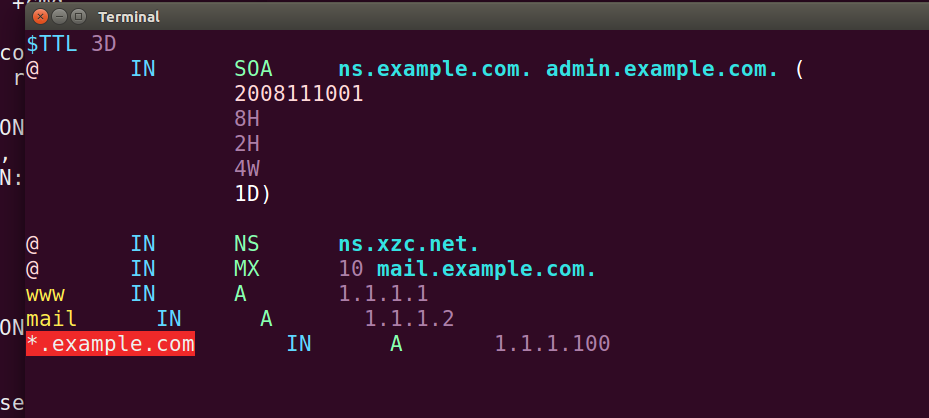 Terminal
$TTL 3D
@ IN SOA ns.example.com. admin.example.com. (
2008111001
8H
2H
4W
1D)
@ IN NS ns.xzc.net.
@ IN MX 10 mail.example.com.
www IN A 1.1.1.1
mail IN A 1.1.1.2
*.example.com IN A 1.1.1.100
co
r
ON
,
N:
ON
se